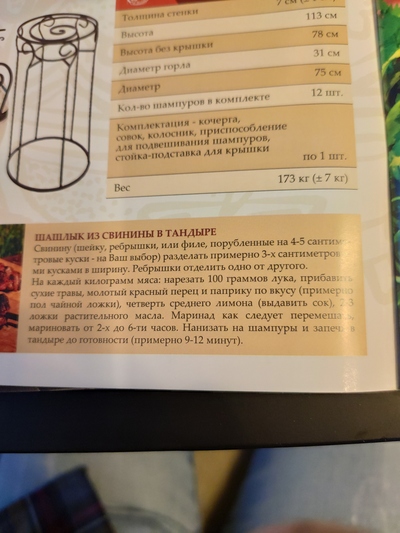 Толщина стенки 7 см
Высота 113 см
Высота без крышки 78 см
Диаметр горла 31 см
Диаметр 75 см
Кол-во шампуров в комплекте 12 шт.
Комплектация - кочерга,
совок, колосник, приспособление
для подвешивания шампуров,
стойка-подставка для крышки по 1 шт.
Вес 173 кг (± 7 кг)
ШАШЛЫК ИЗ СВИНИНЫ В ТАНДЫРЕ
Свинину (шейку, ребрышки, или филе, порубленные на 4-5 сантиме-
тровые куски - на Ваш выбор) разделать примерно 3-х сантиметровы-
ми кусками в ширину. Ребрышки отделить одно от другого.
На каждый килограмм мяса: нарезать 100 граммов лука, прибавить
сухие травы, молотый красный перец и паприку по вкусу (примерно
пол чайной ложки), четверть среднего лимона (выдавить сок),
ложки растительного масла. Маринад как следует перемешать,
мариновать от 2-х до 6-ти часов. Нанизать на шампуры и запечь в
тандыре до готовности (примерно 9-12 минут).